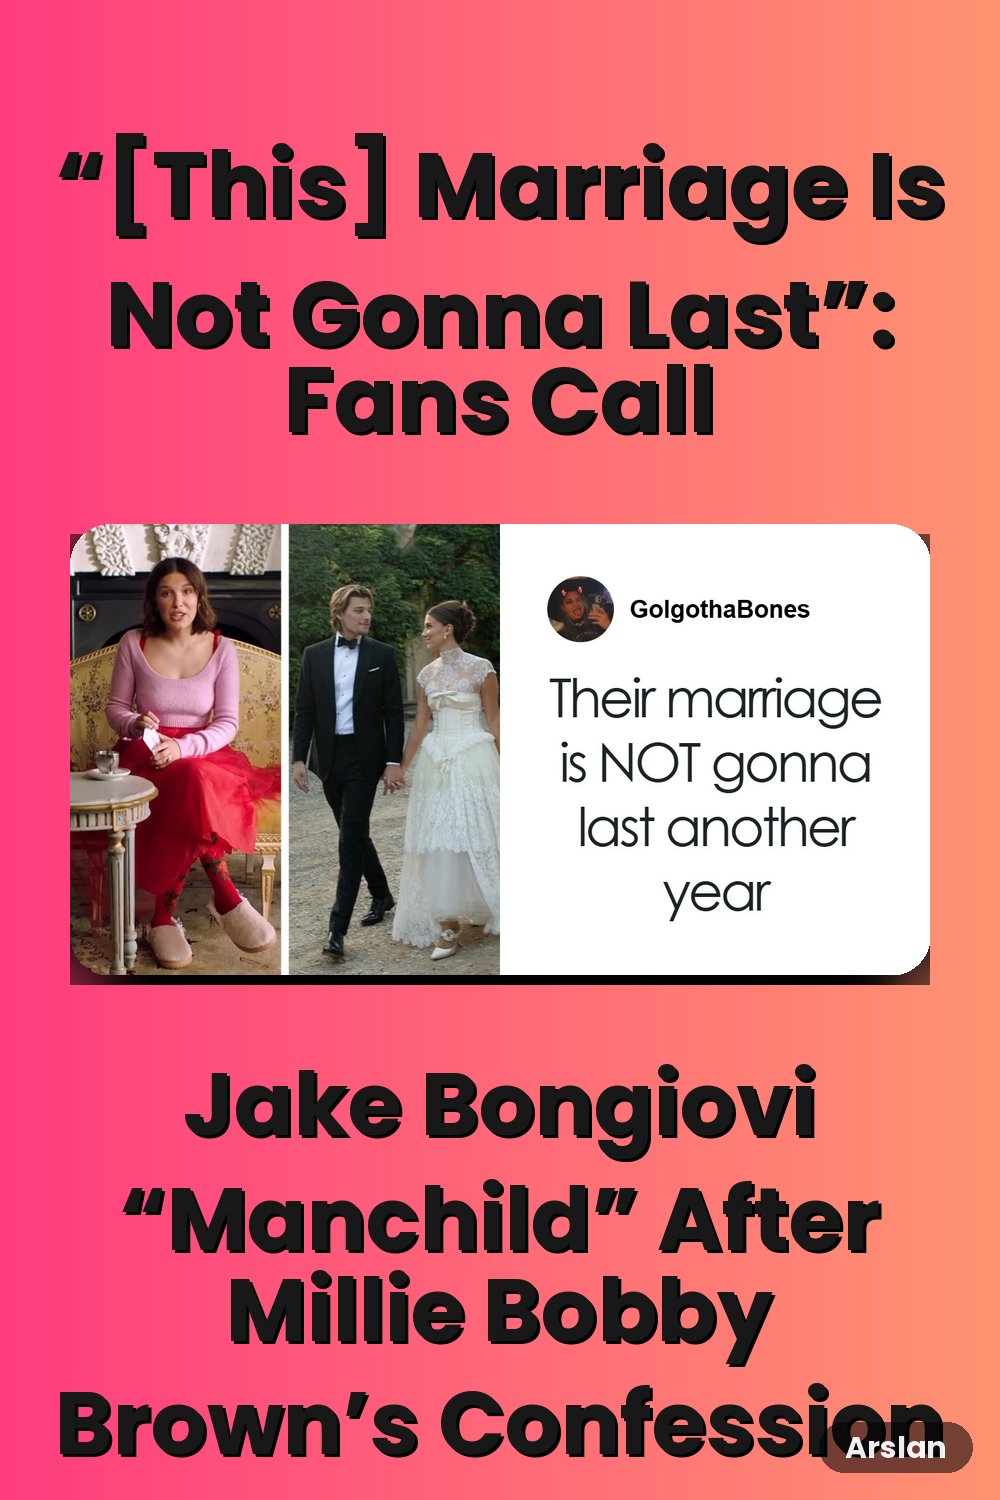 “[This] Marriage Is
Not Gonna Last”:
Fans Call
GolgothaBones
Their marriage
is NOT gonna
last another
year
Jake Bongiovi
“Manchild” After
Millie Bobby
Brown’s Confession
Arslan